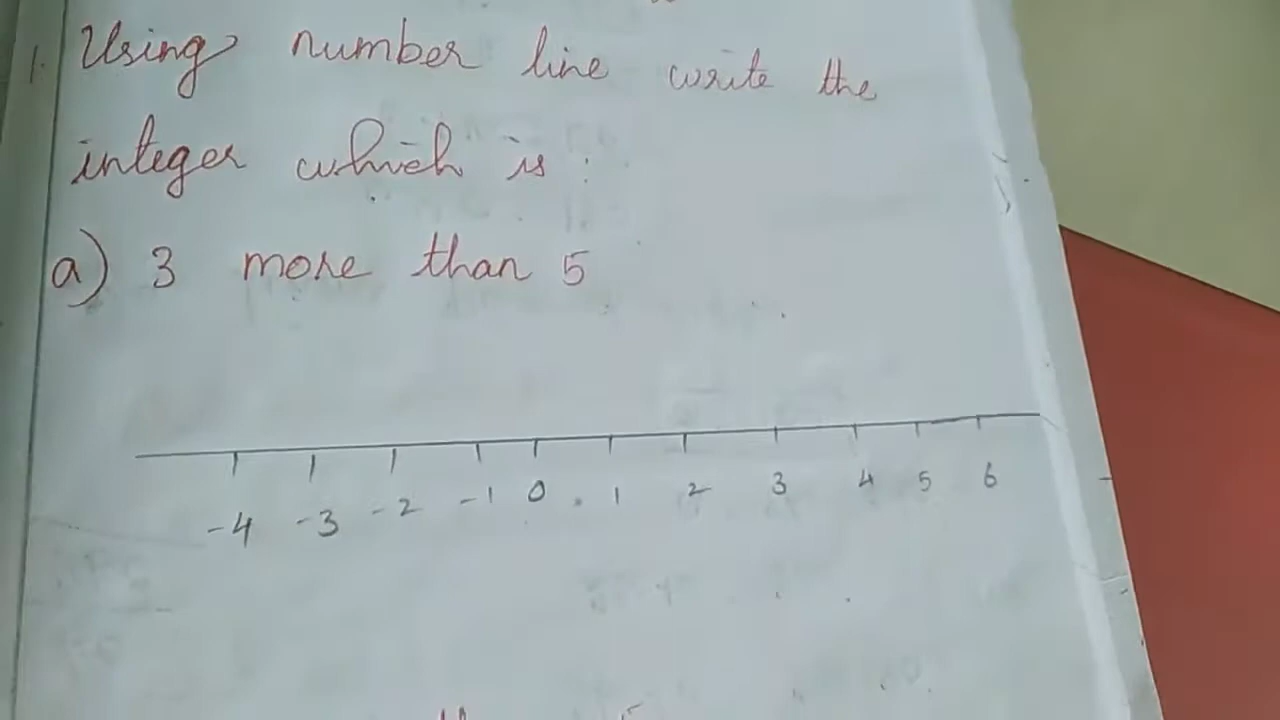 1. Using number line write the
integer which is :
a) 3 more than 5
-4 -3 -2 -1 0 1 2 3 4 5 6